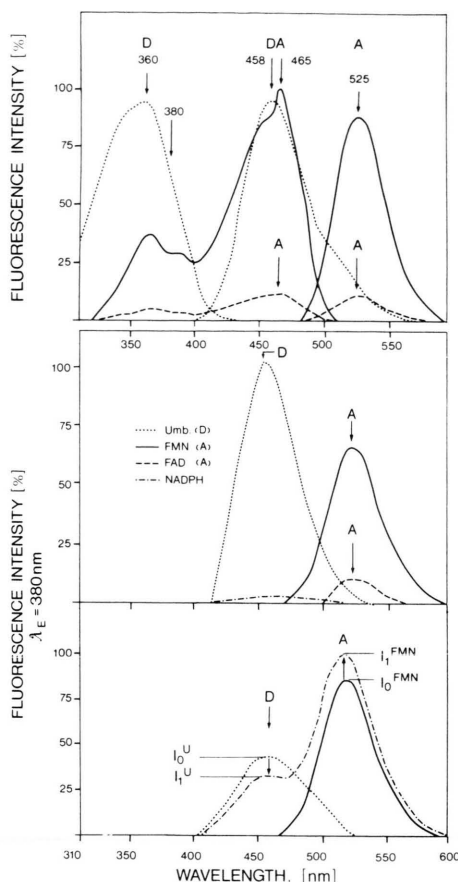 D
DA
A
360
458
465
525
380
100
75
50
25
A
A
FLUORESCENCE INTENSITY [%]
350
400
450
500
550
D
100
75
50
25
Umb. (D)
FMN (A)
FAD (A)
NADPH
A
A
FLUORESCENCE INTENSITY [%]
λE = 380nm
A
I1FMN
I0FMN
100
75
50
25
D
I0U
I1U
310
350
400
450
500
550
600
WAVELENGTH, [nm]